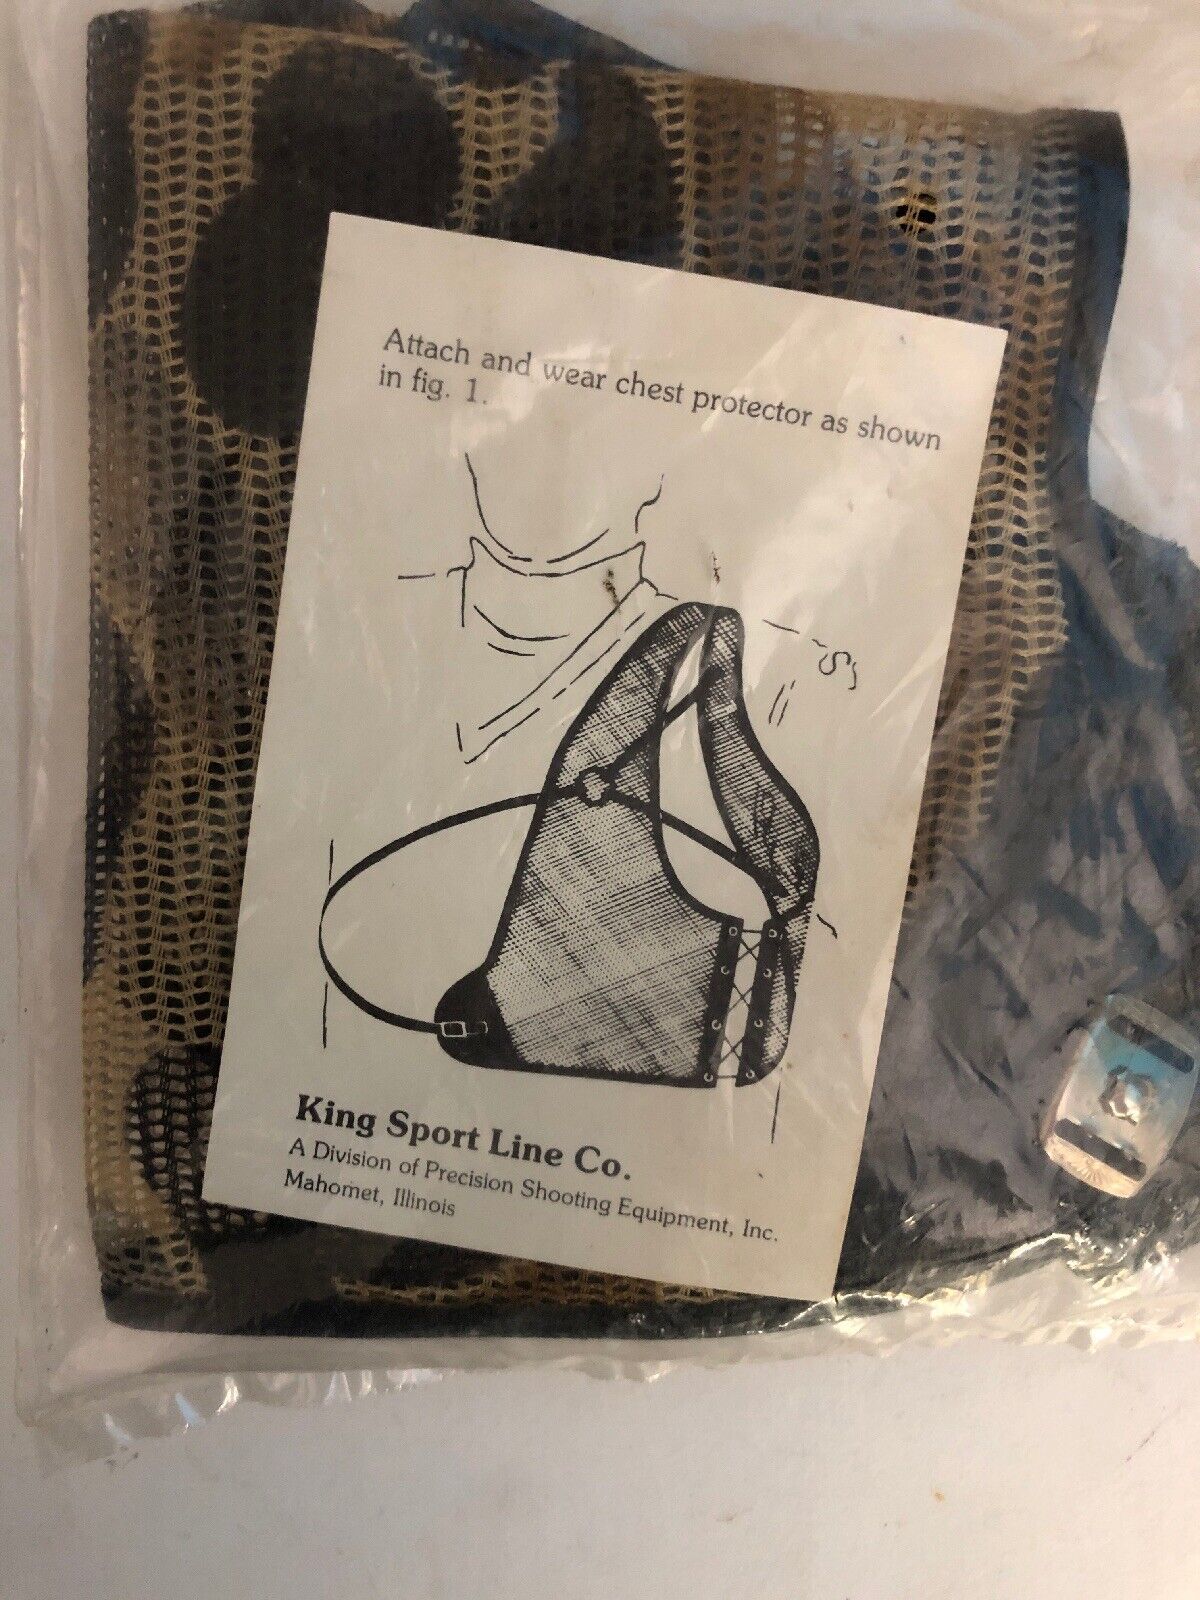 Attach and wear chest protector as shown
in fig. 1.
King Sport Line Co.
A Division of Precision Shooting Equipment, Inc.
Mahomet, Illinois